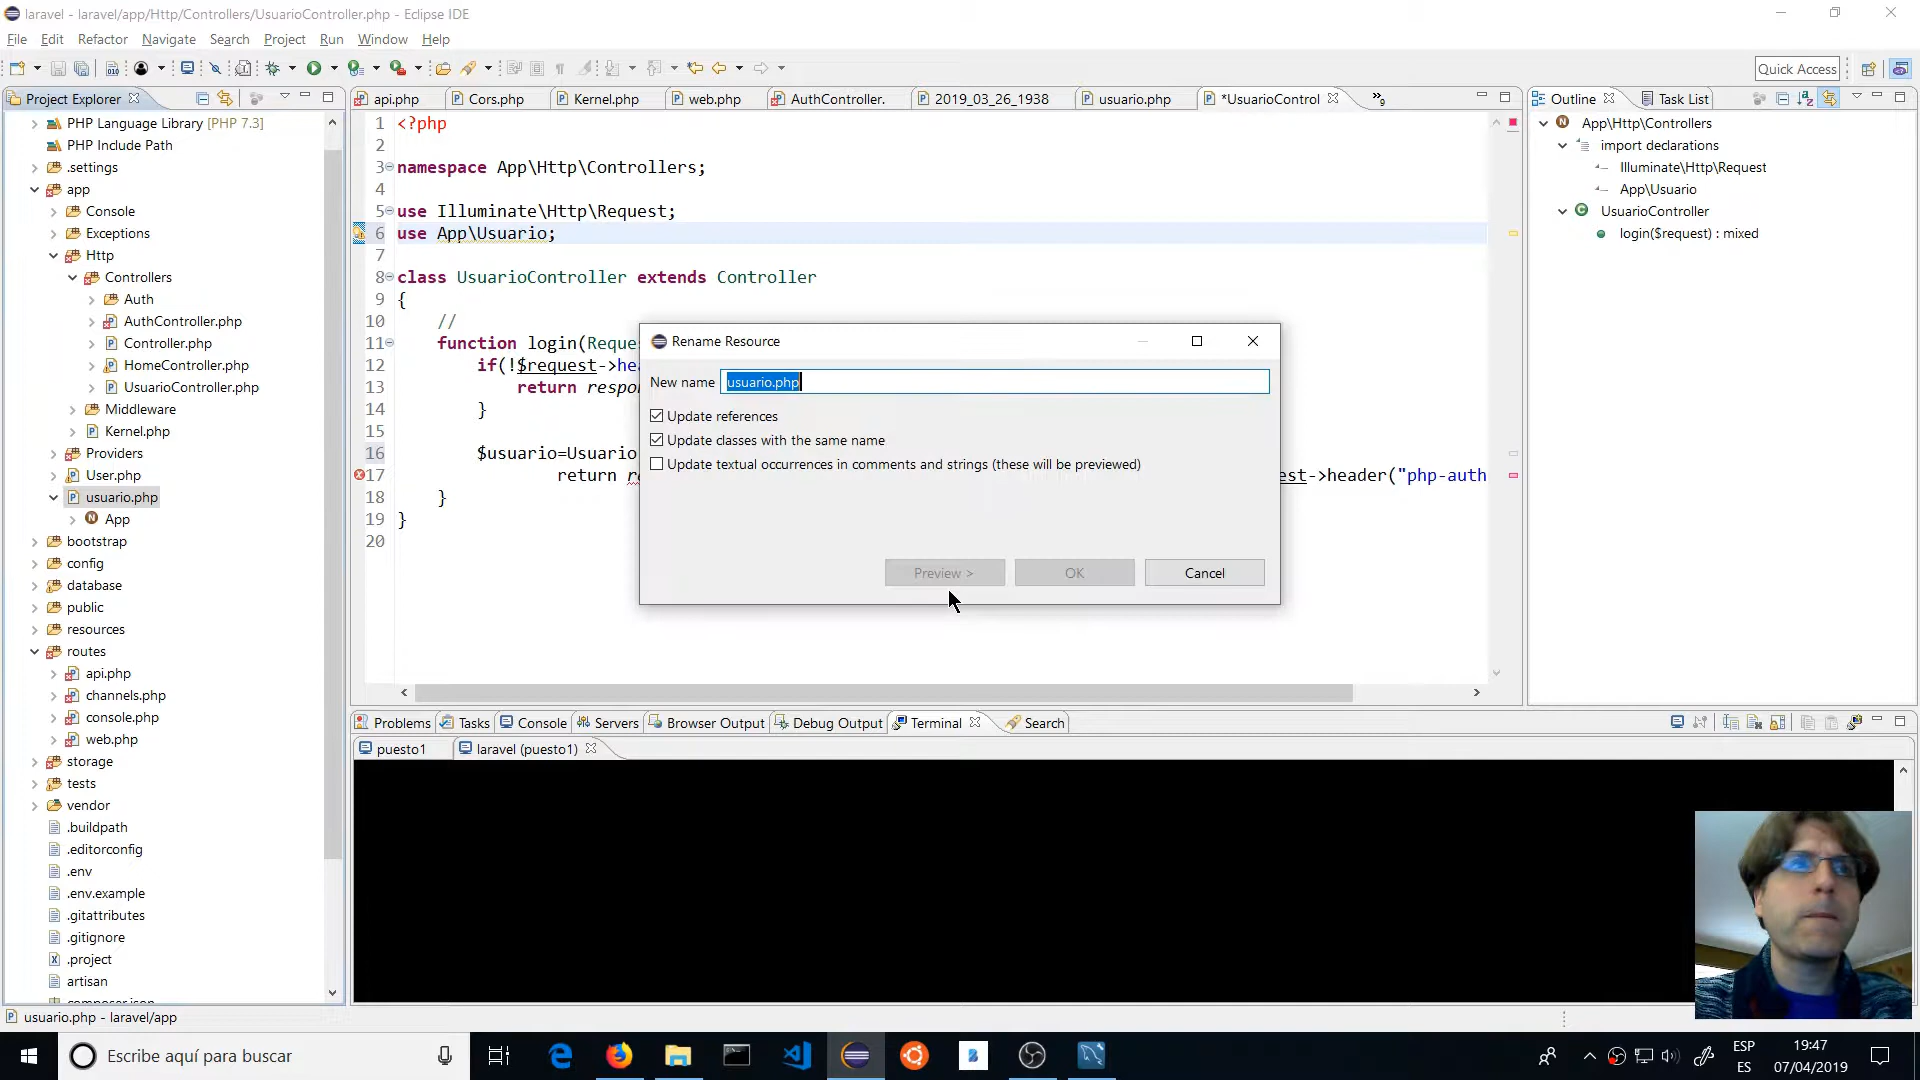 laravel - laravel/app/Http/Controllers/UsuarioController.php - Eclipse IDE
File Edit Refactor Navigate Search Project Run Window Help
Quick Access
Project Explorer
PHP Language Library [PHP 7.3]
PHP Include Path
.settings
app
Console
Exceptions
Http
Controllers
Auth
AuthController.php
Controller.php
HomeController.php
UsuarioController.php
Middleware
Kernel.php
Providers
User.php
usuario.php
App
bootstrap
config
database
public
resources
routes
api.php
channels.php
console.php
web.php
storage
tests
vendor
.buildpath
.editorconfig
.env
.env.example
.gitattributes
.gitignore
.project
artisan
api.php Cors.php Kernel.php web.php AuthController. 2019_03_26_1938 usuario.php *UsuarioControl »9
1 <?php
2
3 namespace App\Http\Controllers;
4
5 use Illuminate\Http\Request;
6 use App\Usuario;
7
8 class UsuarioController extends Controller
9 {
10 //
11 function login(Reque
12 if(!$request->hea
13 return respon
14 }
15
16 $usuario=Usuario
17 return r est->header("php-auth
18 }
19 }
20
Rename Resource
New name usuario.php
Update references
Update classes with the same name
Update textual occurrences in comments and strings (these will be previewed)
Preview > OK Cancel
Outline Task List
App\Http\Controllers
import declarations
Illuminate\Http\Request
App\Usuario
UsuarioController
login($request) : mixed
Problems Tasks Console Servers Browser Output Debug Output Terminal Search
puesto1 laravel (puesto1)
usuario.php - laravel/app
Escribe aquí para buscar
ESP
ES
19:47
07/04/2019